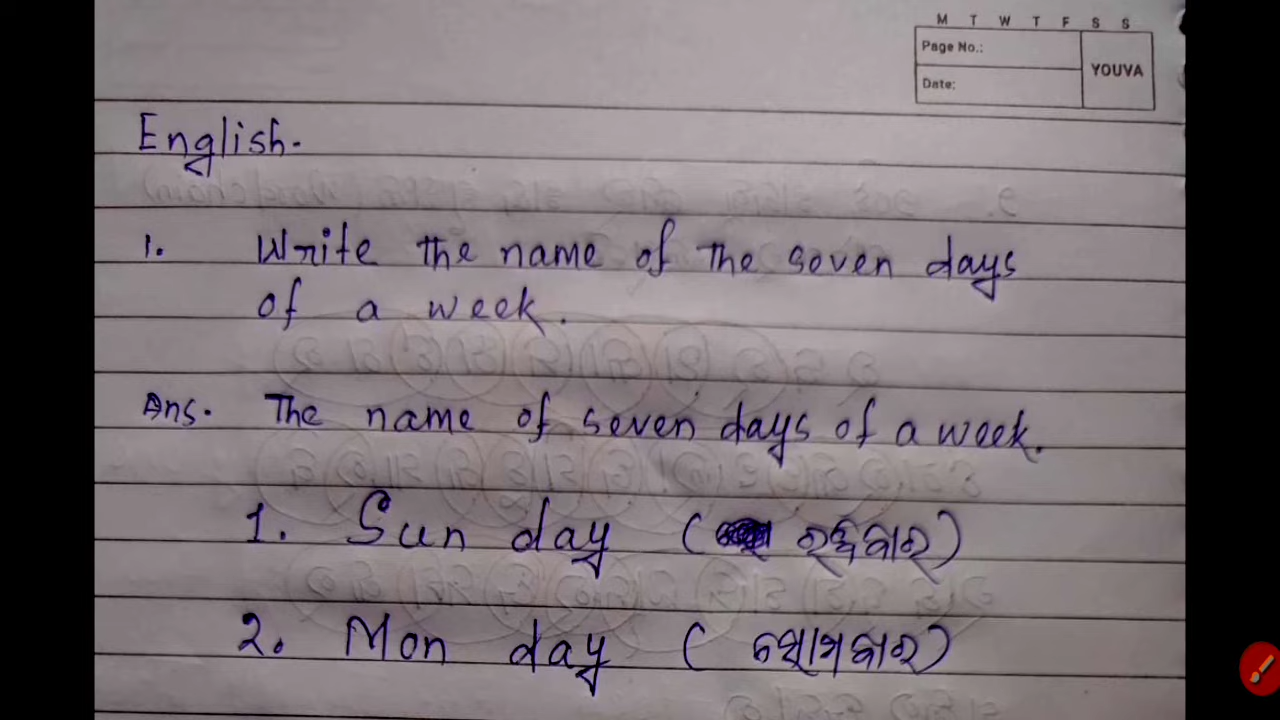 M T W T F S S
Page No.:
YOUVA
Date:
English.
1. Write the name of the seven days
of a week.
Ans. The name of seven days of a week.
1. Sun day ( ରବିବାର)
2. Mon day ( ସୋମବାର)